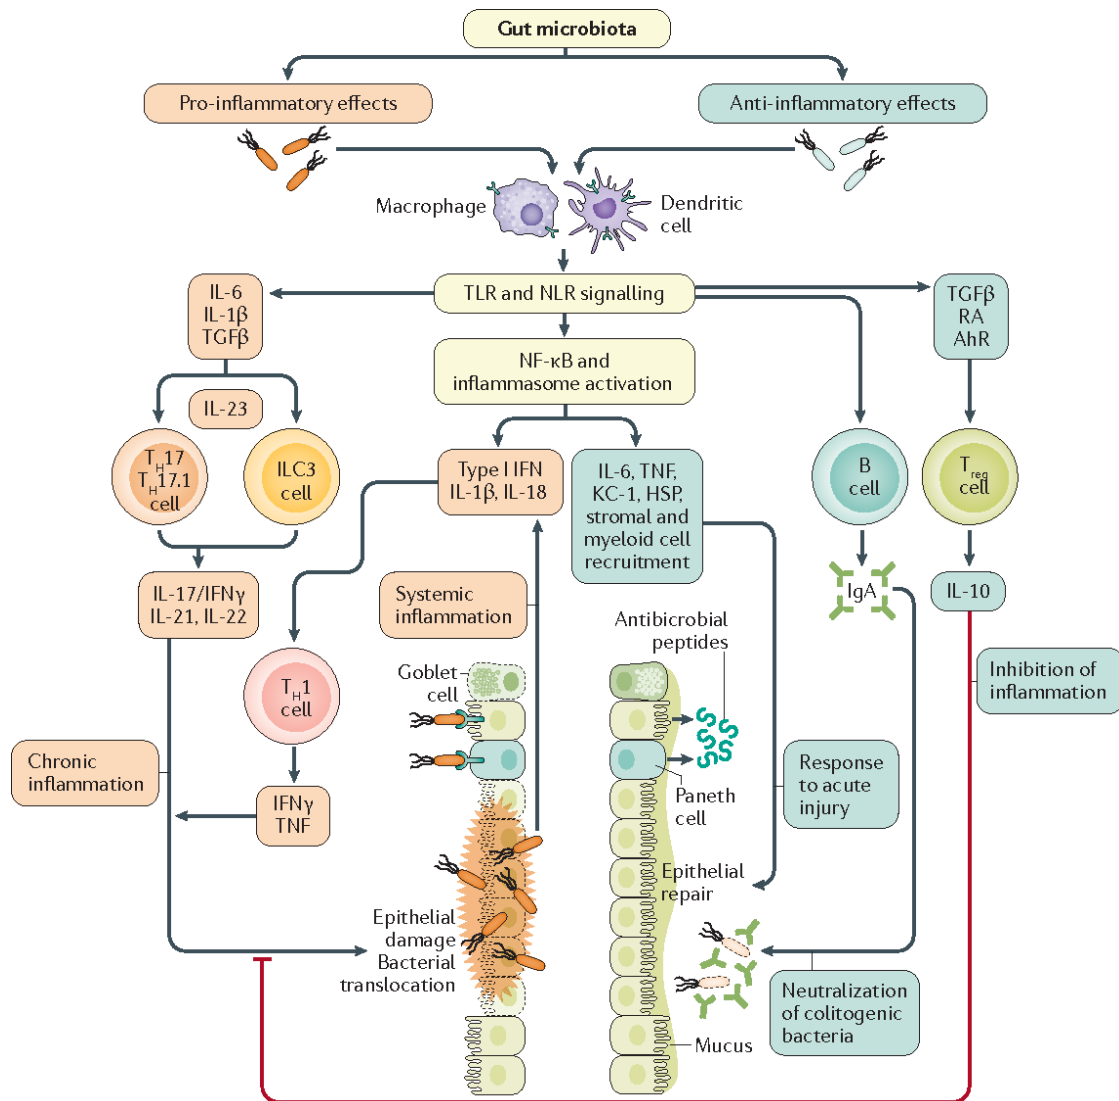 Gut microbiota
Pro-inflammatory effects
Anti-inflammatory effects
Macrophage
Dendritic
cell
IL-6
IL-1β
TGFβ
TLR and NLR signalling
TGFβ
RA
AhR
NF-κB and
inflammasome activation
IL-23
TH17
TH17.1
cell
ILC3
cell
Type I IFN
IL-1β, IL-18
IL-6, TNF,
KC-1, HSP,
stromal and
myeloid cell
recruitment
B
cell
Treg
cell
IL-17/IFNγ
IL-21, IL-22
Systemic
inflammation
IgA
IL-10
Antibicrobial
peptides
Goblet
cell
Inhibition of
inflammation
TH1
cell
Chronic
inflammation
IFNγ
TNF
Paneth
cell
Response
to acute
injury
Epithelial
repair
Epithelial
damage
Bacterial
translocation
Neutralization
of colitogenic
bacteria
Mucus